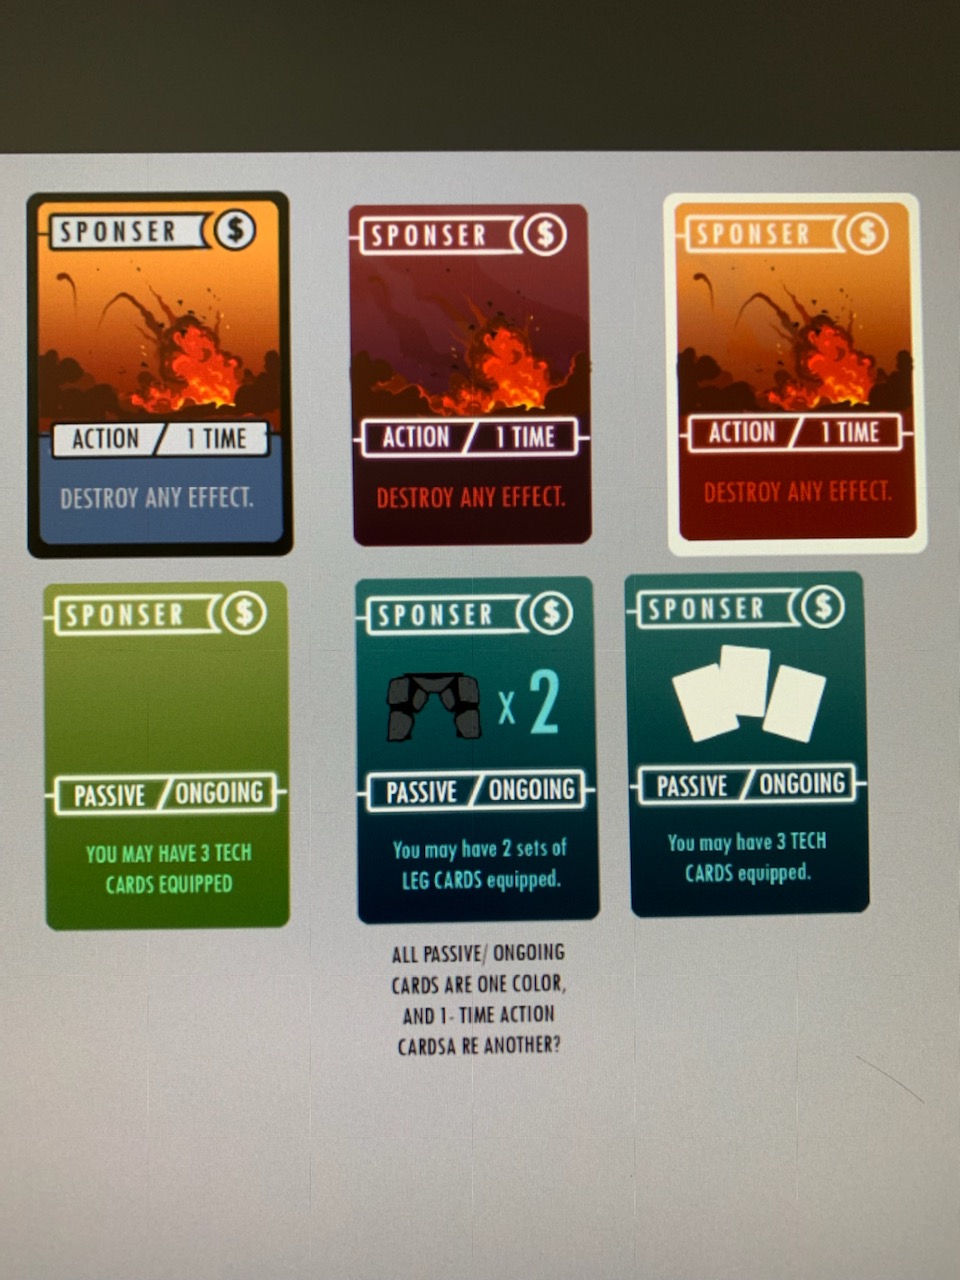 SPONSER $
ACTION / 1 TIME
DESTROY ANY EFFECT.
SPONSER $
ACTION / 1 TIME
DESTROY ANY EFFECT.
SPONSER $
ACTION / 1 TIME
DESTROY ANY EFFECT.
SPONSER $
PASSIVE / ONGOING
YOU MAY HAVE 3 TECH
CARDS EQUIPPED
SPONSER $
x 2
PASSIVE / ONGOING
You may have 2 sets of
LEG CARDS equipped.
SPONSER $
PASSIVE / ONGOING
You may have 3 TECH
CARDS equipped.
ALL PASSIVE/ ONGOING
CARDS ARE ONE COLOR,
AND 1- TIME ACTION
CARDSA RE ANOTHER?